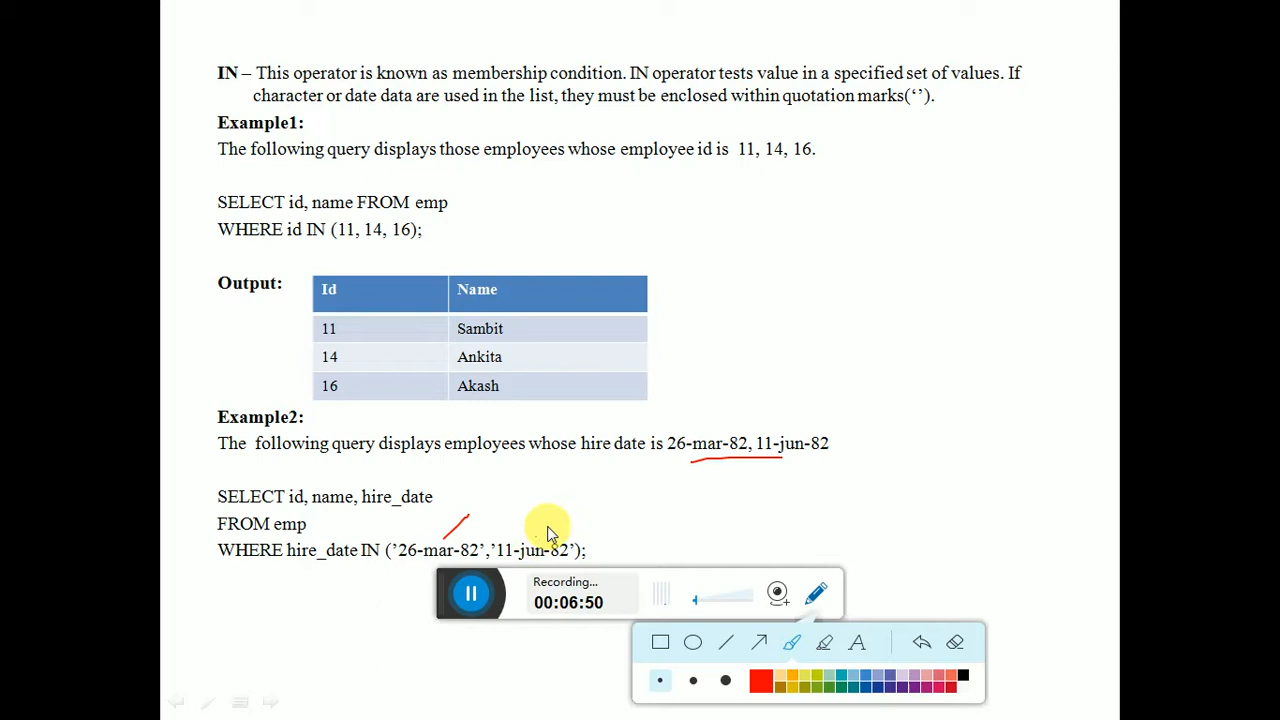 IN – This operator is known as membership condition. IN operator tests value in a specified set of values. If
character or date data are used in the list, they must be enclosed within quotation marks(‘’).
Example1:
The following query displays those employees whose employee id is 11, 14, 16.
SELECT id, name FROM emp
WHERE id IN (11, 14, 16);
Output:
Id Name
11 Sambit
14 Ankita
16 Akash
Example2:
The following query displays employees whose hire date is 26-mar-82, 11-jun-82
SELECT id, name, hire_date
FROM emp
WHERE hire_date IN (’26-mar-82’,’11-jun-82’);
Recording...
00:06:50
A